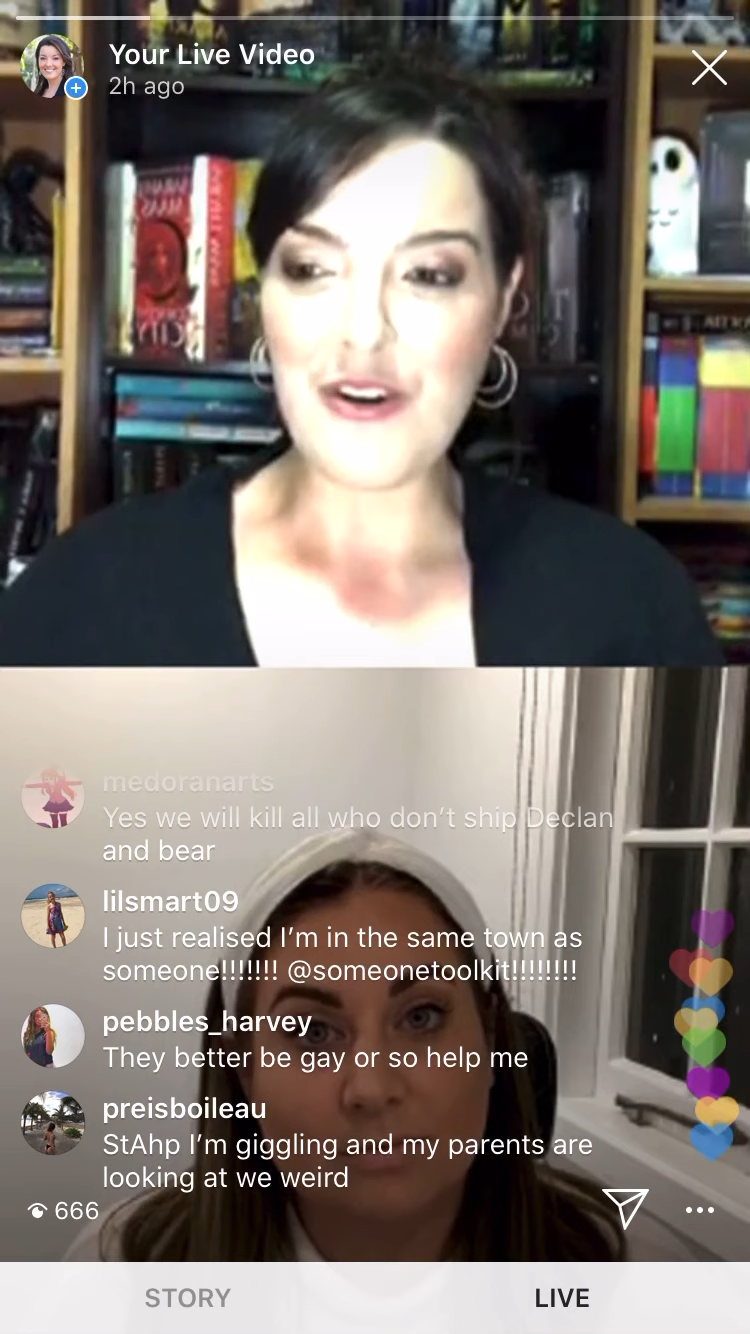 Your Live Video
2h ago
medoranarts
Yes we will kill all who don’t ship Declan
and bear
lilsmart09
I just realised I’m in the same town as
someone!!!!!!! @someonetoolkit!!!!!!!!
pebbles_harvey
They better be gay or so help me
preisboileau
StAhp I’m giggling and my parents are
looking at we weird
666
STORY
LIVE